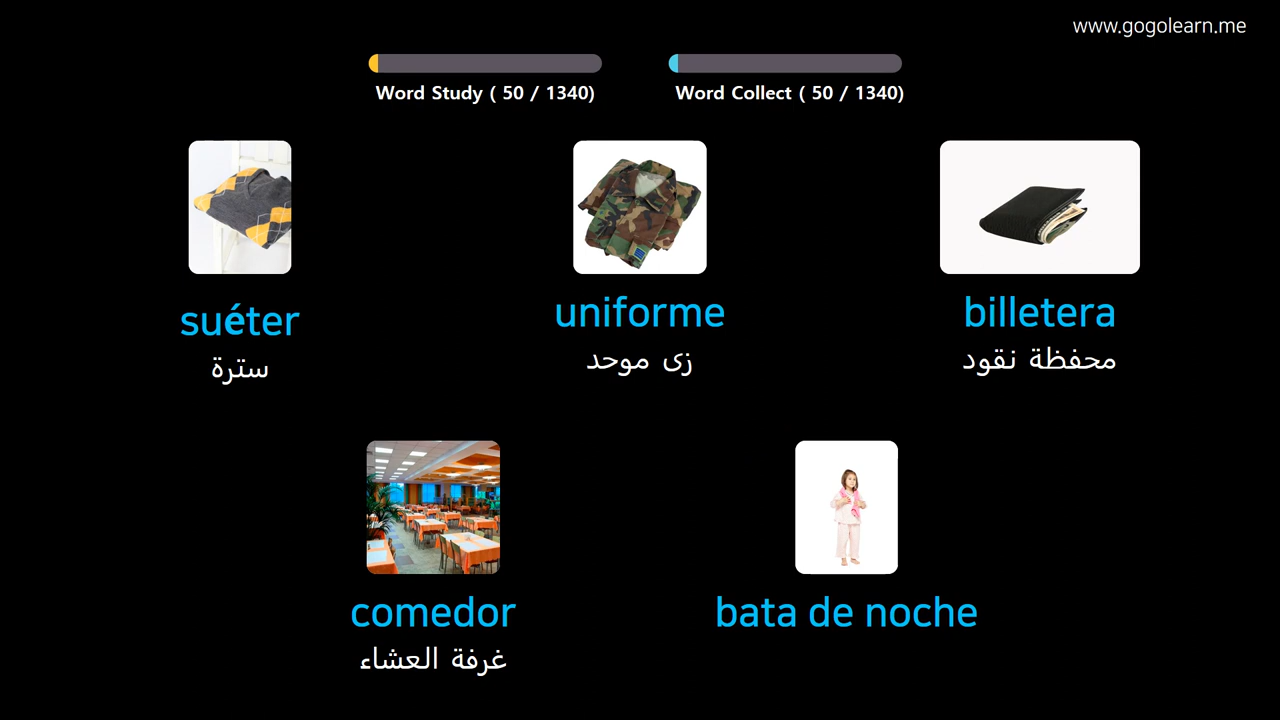 www.gogolearn.me
Word Study ( 50 / 1340)
Word Collect ( 50 / 1340)
suéter
سترة
uniforme
زى موحد
billetera
محفظة نقود
comedor
غرفة العشاء
bata de noche